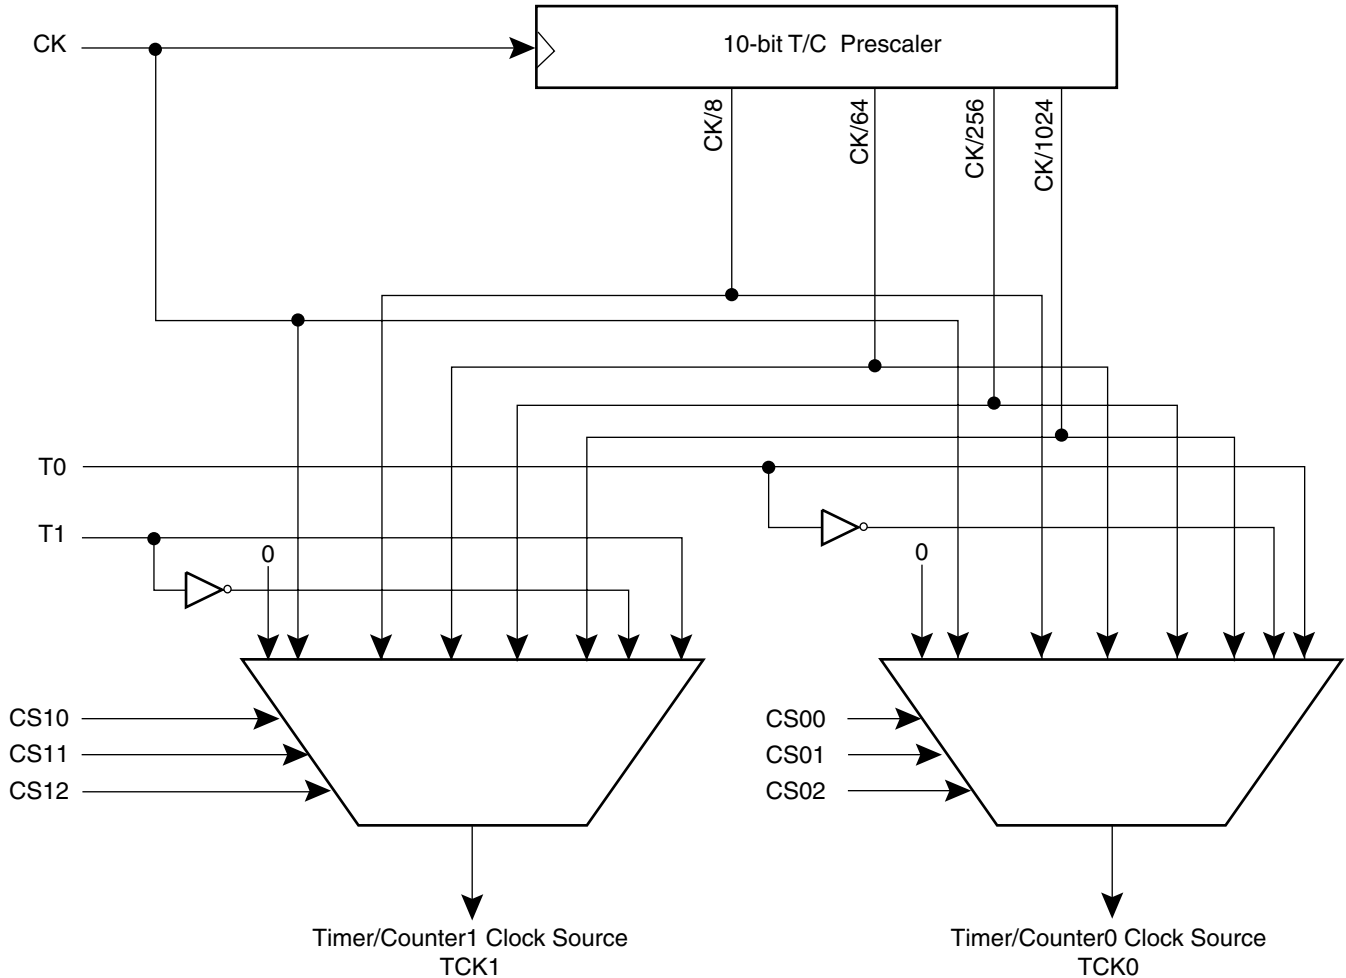 CK
10-bit T/C Prescaler
CK/8
CK/64
CK/256
CK/1024
T0
T1
0
0
CS10
CS11
CS12
CS00
CS01
CS02
Timer/Counter1 Clock Source
TCK1
Timer/Counter0 Clock Source
TCK0